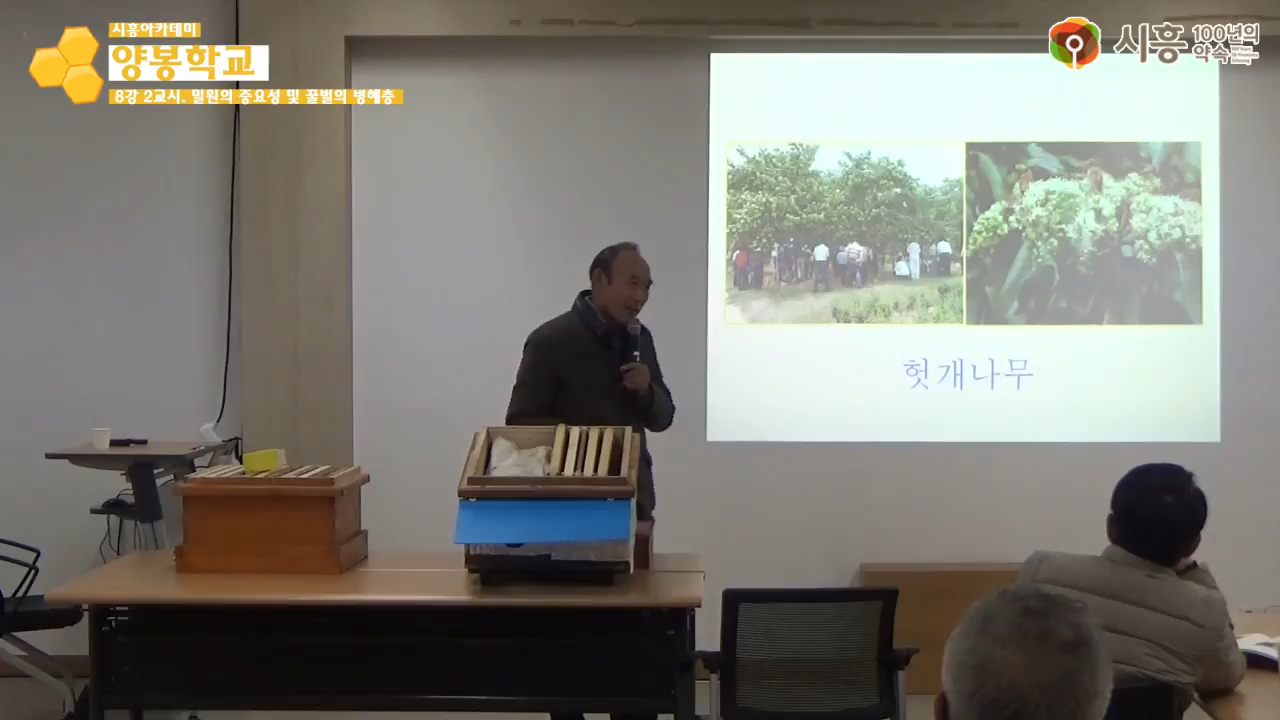 시흥아카데미
양봉학교
8강 2교시. 밀원의 중요성 및 꿀벌의 병해충
시흥 100년의 약속
헛개나무